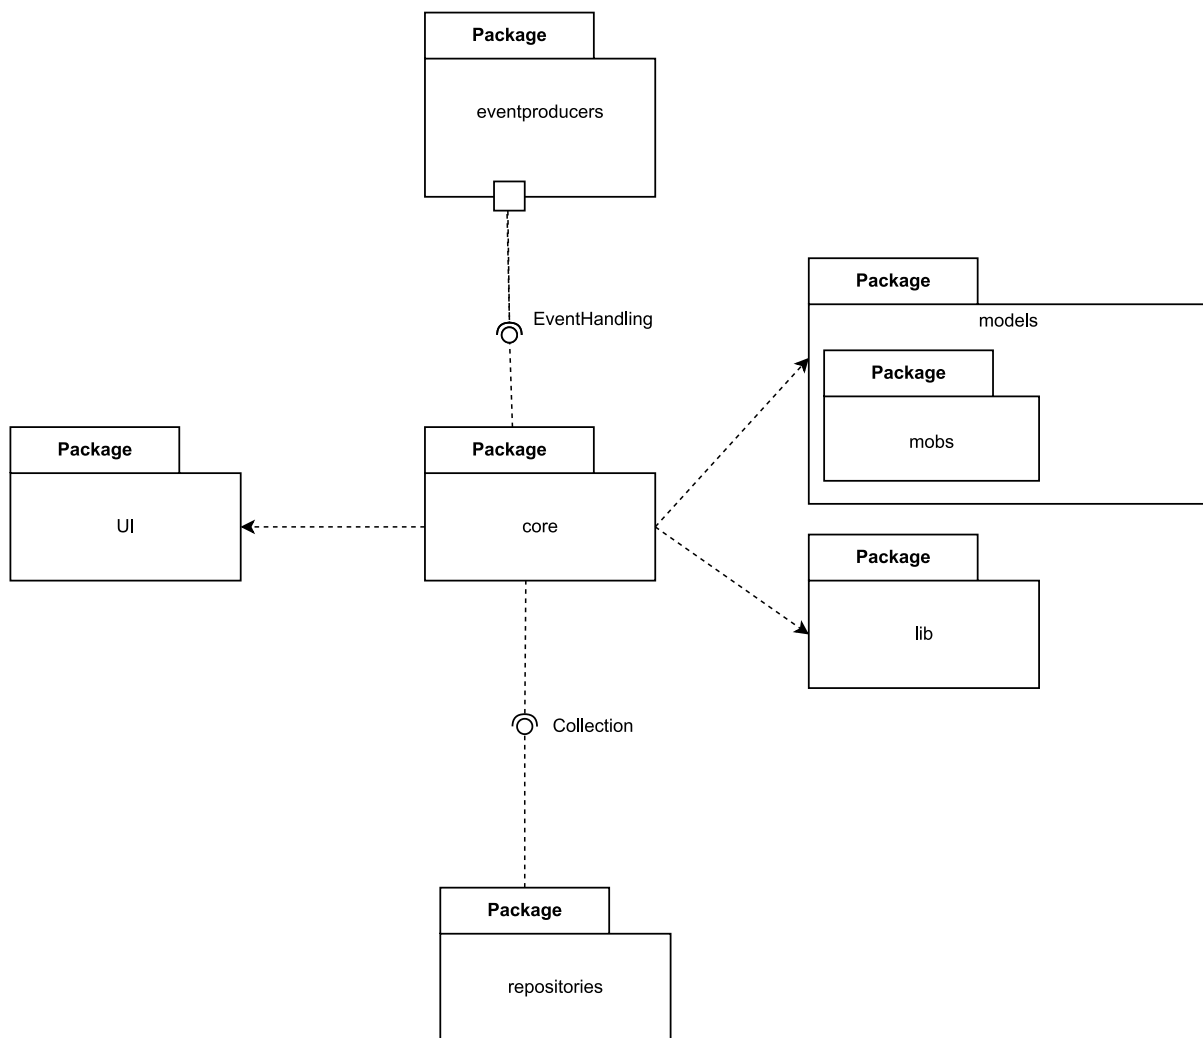 Package
eventproducers
EventHandling
Package
models
Package
mobs
Package
UI
Package
core
Package
lib
Collection
Package
repositories